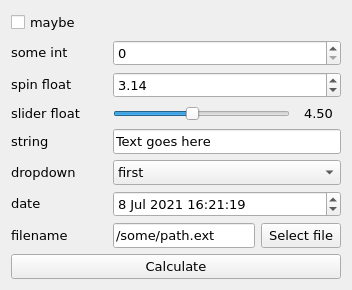 maybe
some int 0
spin float 3.14
slider float 4.50
string Text goes here
dropdown first
date 8 Jul 2021 16:21:19
filename /some/path.ext Select file
Calculate